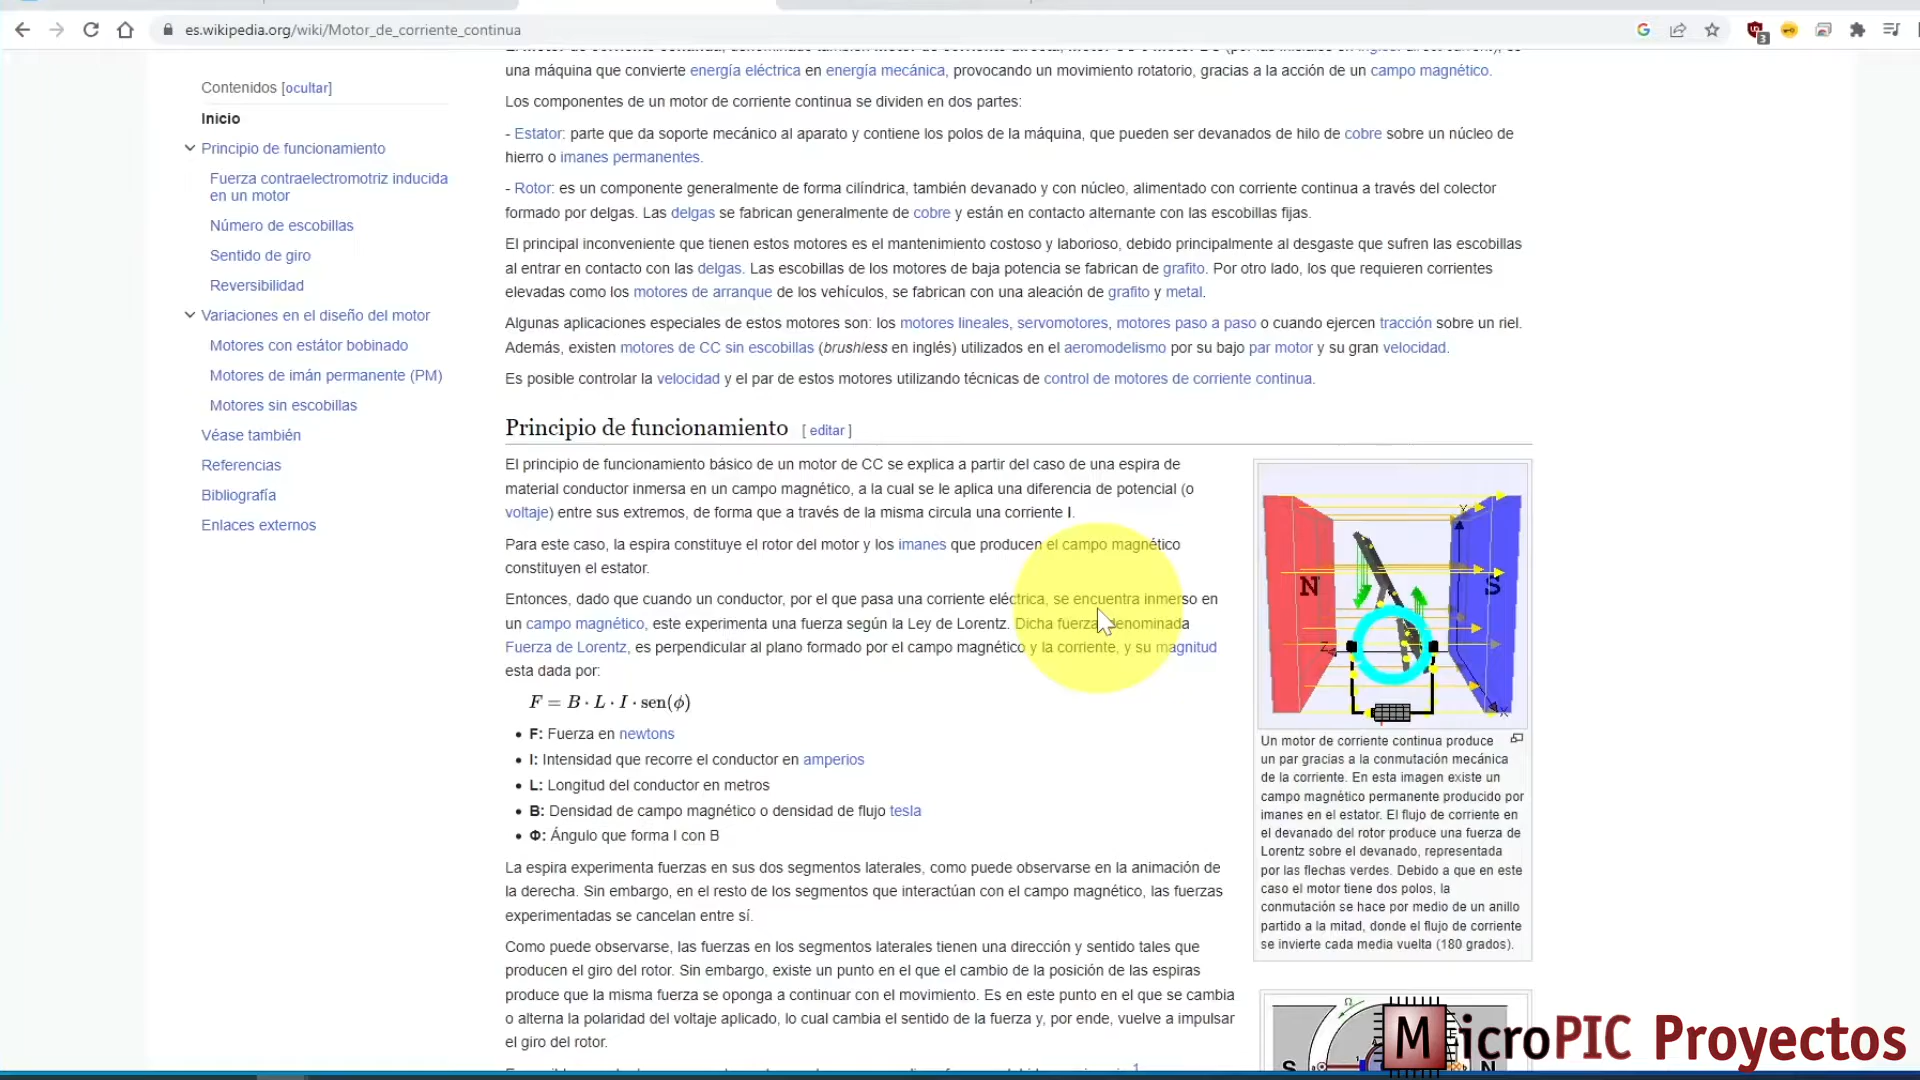 es.wikipedia.org/wiki/Motor_de_corriente_continua
3
una máquina que convierte energía eléctrica en energía mecánica, provocando un movimiento rotatorio, gracias a la acción de un campo magnético.
Los componentes de un motor de corriente continua se dividen en dos partes:
- Estator: parte que da soporte mecánico al aparato y contiene los polos de la máquina, que pueden ser devanados de hilo de cobre sobre un núcleo de
hierro o imanes permanentes.
- Rotor: es un componente generalmente de forma cilíndrica, también devanado y con núcleo, alimentado con corriente continua a través del colector
formado por delgas. Las delgas se fabrican generalmente de cobre y están en contacto alternante con las escobillas fijas.
El principal inconveniente que tienen estos motores es el mantenimiento costoso y laborioso, debido principalmente al desgaste que sufren las escobillas
al entrar en contacto con las delgas. Las escobillas de los motores de baja potencia se fabrican de grafito. Por otro lado, los que requieren corrientes
elevadas como los motores de arranque de los vehículos, se fabrican con una aleación de grafito y metal.
Algunas aplicaciones especiales de estos motores son: los motores lineales, servomotores, motores paso a paso o cuando ejercen tracción sobre un riel.
Además, existen motores de CC sin escobillas (brushless en inglés) utilizados en el aeromodelismo por su bajo par motor y su gran velocidad.
Es posible controlar la velocidad y el par de estos motores utilizando técnicas de control de motores de corriente continua.
Contenidos [ocultar]
Inicio
Principio de funcionamiento
Fuerza contraelectromotriz inducida
en un motor
Número de escobillas
Sentido de giro
Reversibilidad
Variaciones en el diseño del motor
Motores con estátor bobinado
Motores de imán permanente (PM)
Motores sin escobillas
Véase también
Referencias
Bibliografía
Enlaces externos
Principio de funcionamiento [ editar ]
El principio de funcionamiento básico de un motor de CC se explica a partir del caso de una espira de
material conductor inmersa en un campo magnético, a la cual se le aplica una diferencia de potencial (o
voltaje) entre sus extremos, de forma que a través de la misma circula una corriente I.
Para este caso, la espira constituye el rotor del motor y los imanes que producen el campo magnético
constituyen el estator.
Entonces, dado que cuando un conductor, por el que pasa una corriente eléctrica, se encuentra inmerso en
un campo magnético, este experimenta una fuerza según la Ley de Lorentz. Dicha fuerza, denominada
Fuerza de Lorentz, es perpendicular al plano formado por el campo magnético y la corriente, y su magnitud
esta dada por:
F = B · L · I · sen(ϕ)
• F: Fuerza en newtons
• I: Intensidad que recorre el conductor en amperios
• L: Longitud del conductor en metros
• B: Densidad de campo magnético o densidad de flujo tesla
• Φ: Ángulo que forma I con B
La espira experimenta fuerzas en sus dos segmentos laterales, como puede observarse en la animación de
la derecha. Sin embargo, en el resto de los segmentos que interactúan con el campo magnético, las fuerzas
experimentadas se cancelan entre sí.
Como puede observarse, las fuerzas en los segmentos laterales tienen una dirección y sentido tales que
producen el giro del rotor. Sin embargo, existe un punto en el que el cambio de la posición de las espiras
produce que la misma fuerza se oponga a continuar con el movimiento. Es en este punto en el que se cambia
o alterna la polaridad del voltaje aplicado, lo cual cambia el sentido de la fuerza y, por ende, vuelve a impulsar
el giro del rotor.
N
S
Y
Z
X
Un motor de corriente continua produce
un par gracias a la conmutación mecánica
de la corriente. En esta imagen existe un
campo magnético permanente producido por
imanes en el estator. El flujo de corriente en
el devanado del rotor produce una fuerza de
Lorentz sobre el devanado, representada
por las flechas verdes. Debido a que en este
caso el motor tiene dos polos, la
conmutación se hace por medio de un anillo
partido a la mitad, donde el flujo de corriente
se invierte cada media vuelta (180 grados).
Ω
S
N
MicroPIC Proyectos